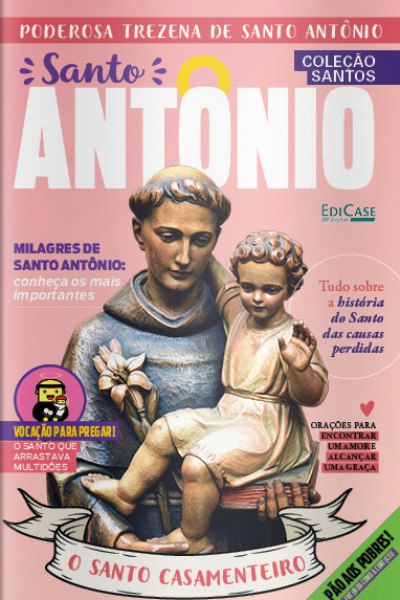 PODEROSA TREZENA DE SANTO ANTÔNIO
Santo
COLEÇÃO
SANTOS
ANTÔNIO
EDICASE
digital
MILAGRES DE
SANTO ANTÔNIO:
conheça os mais
importantes
Tudo sobre
a história
do Santo
das causas
perdidas
VOCAÇÃO PARA PREGAR!
O SANTO QUE
ARRASTAVA
MULTIDÕES
ORAÇÕES PARA
ENCONTRAR
UM AMOR E
ALCANÇAR
UMA GRAÇA
O SANTO CASAMENTEIRO
PÃO AOS POBRES!